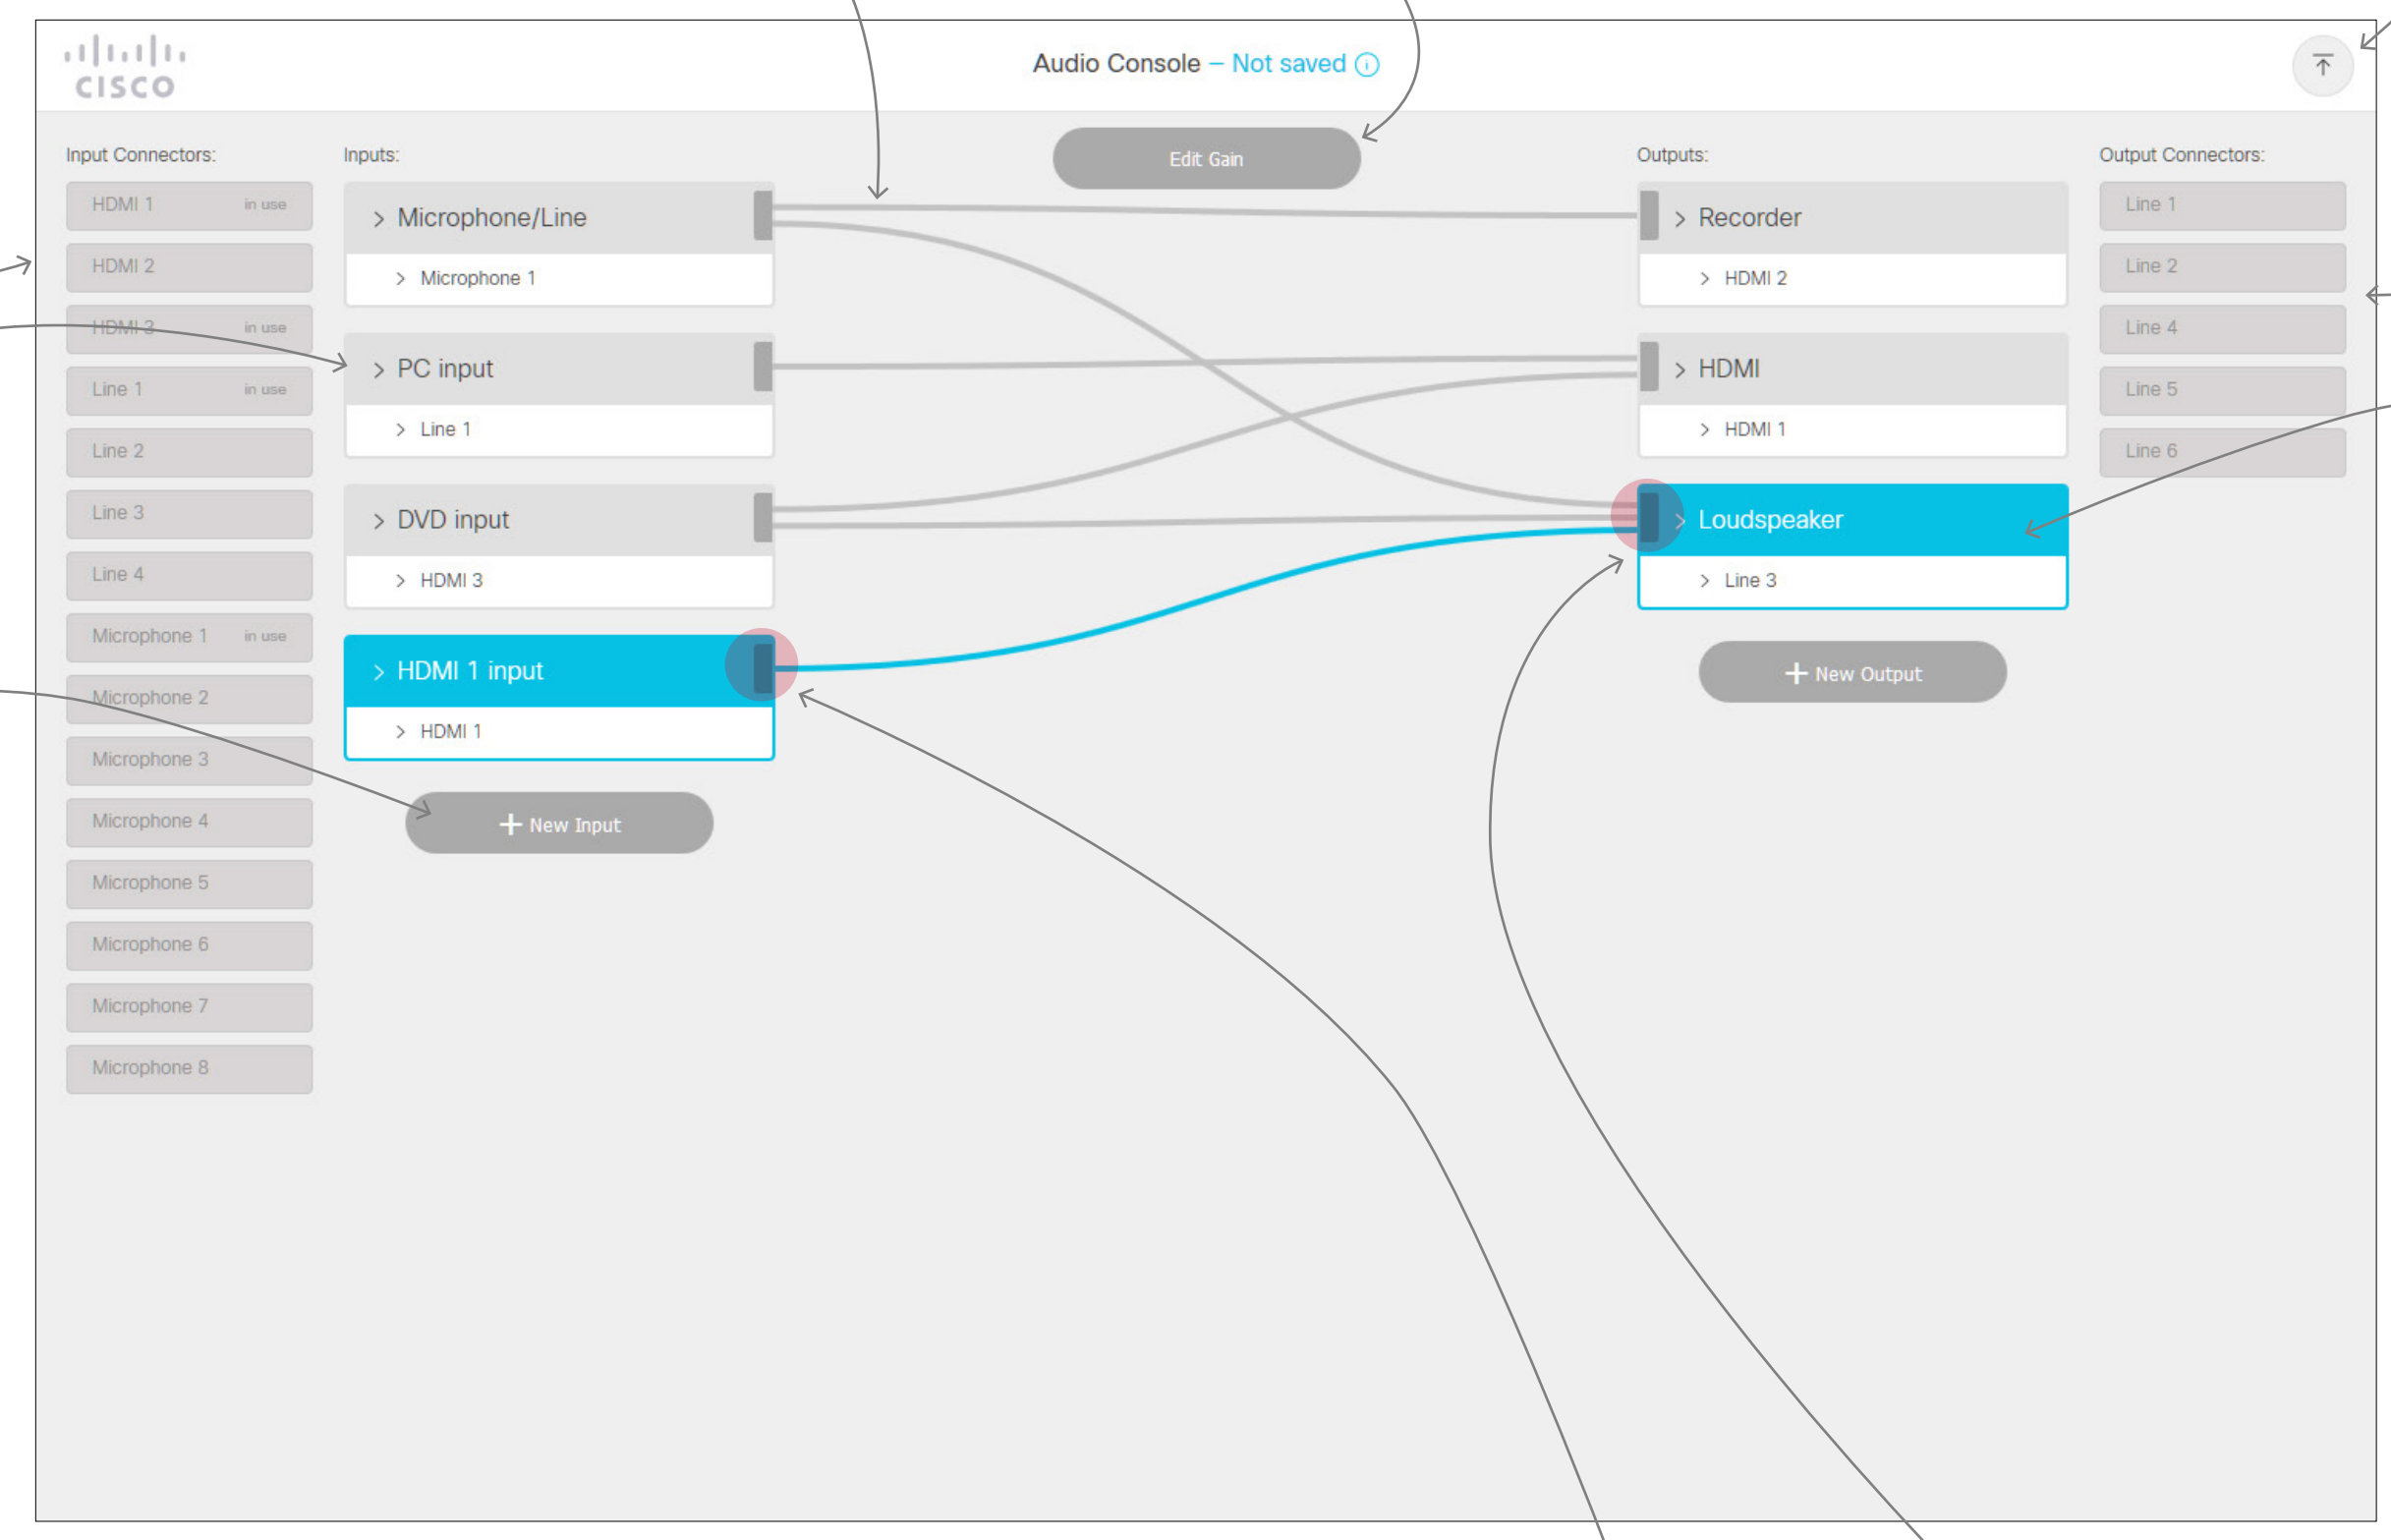 CISCO
Audio Console – Not saved
Edit Gain
Input Connectors:
HDMI 1 in use
HDMI 2
HDMI 3 in use
Line 1 in use
Line 2
Line 3
Line 4
Microphone 1 in use
Microphone 2
Microphone 3
Microphone 4
Microphone 5
Microphone 6
Microphone 7
Microphone 8
Inputs:
Microphone/Line
Microphone 1
PC input
Line 1
DVD input
HDMI 3
HDMI 1 input
HDMI 1
New Input
Outputs:
Recorder
HDMI 2
HDMI
HDMI 1
Loudspeaker
Line 3
New Output
Output Connectors:
Line 1
Line 2
Line 4
Line 5
Line 6